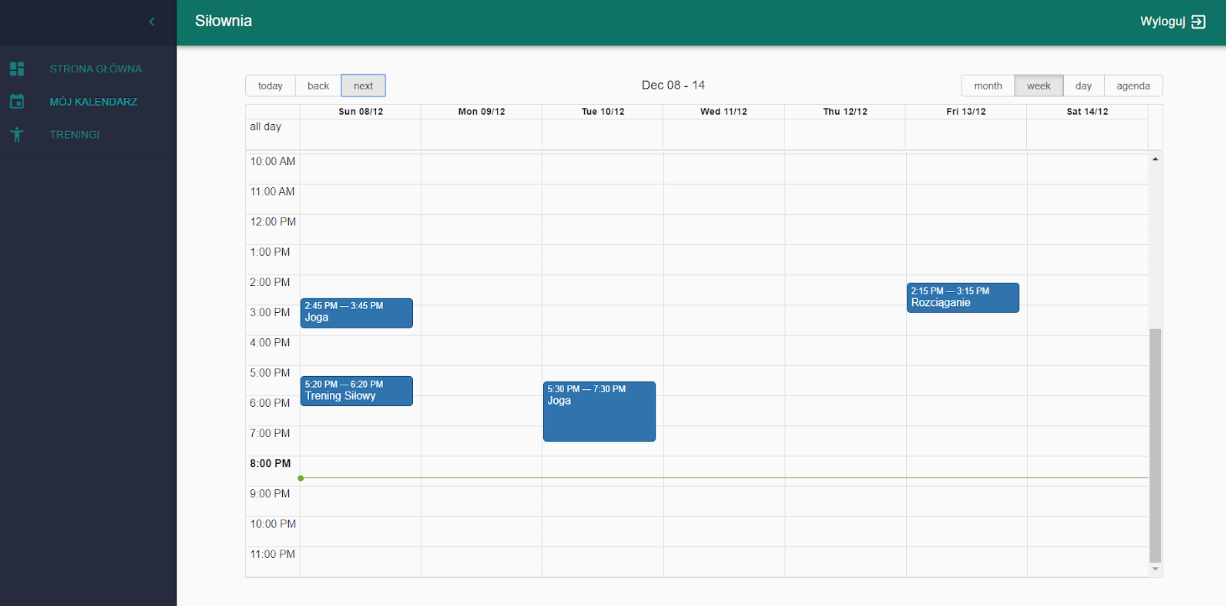 Siłownia
Wyloguj
STRONA GŁÓWNA
MÓJ KALENDARZ
TRENINGI
today back next
Dec 08 - 14
month week day agenda
Sun 08/12 Mon 09/12 Tue 10/12 Wed 11/12 Thu 12/12 Fri 13/12 Sat 14/12
all day
10:00 AM
11:00 AM
12:00 PM
1:00 PM
2:00 PM
2:15 PM — 3:15 PM
Rozciąganie
2:45 PM — 3:45 PM
Joga
3:00 PM
4:00 PM
5:00 PM
5:20 PM — 6:20 PM
Trening Siłowy
5:30 PM — 7:30 PM
Joga
6:00 PM
7:00 PM
8:00 PM
9:00 PM
10:00 PM
11:00 PM